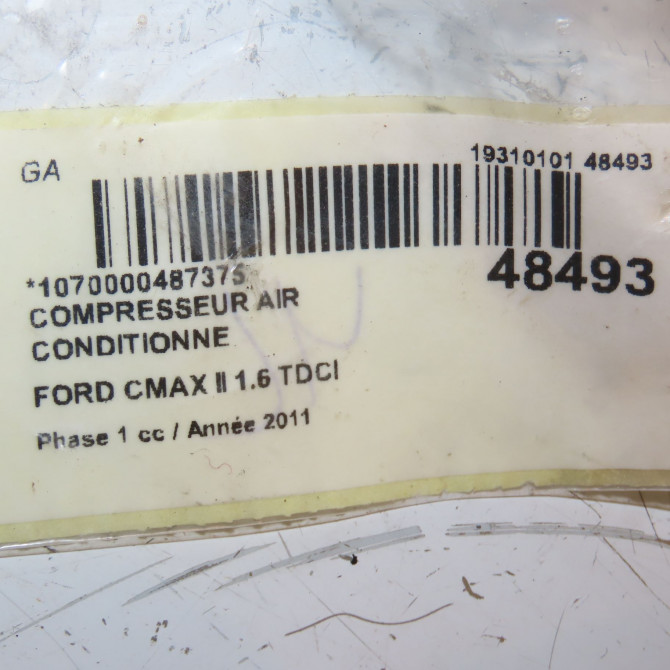 GA
19310101 48493
*1070000487375
48493
COMPRESSEUR AIR
CONDITIONNE
FORD CMAX II 1.6 TDCI
Phase 1 cc / Année 2011